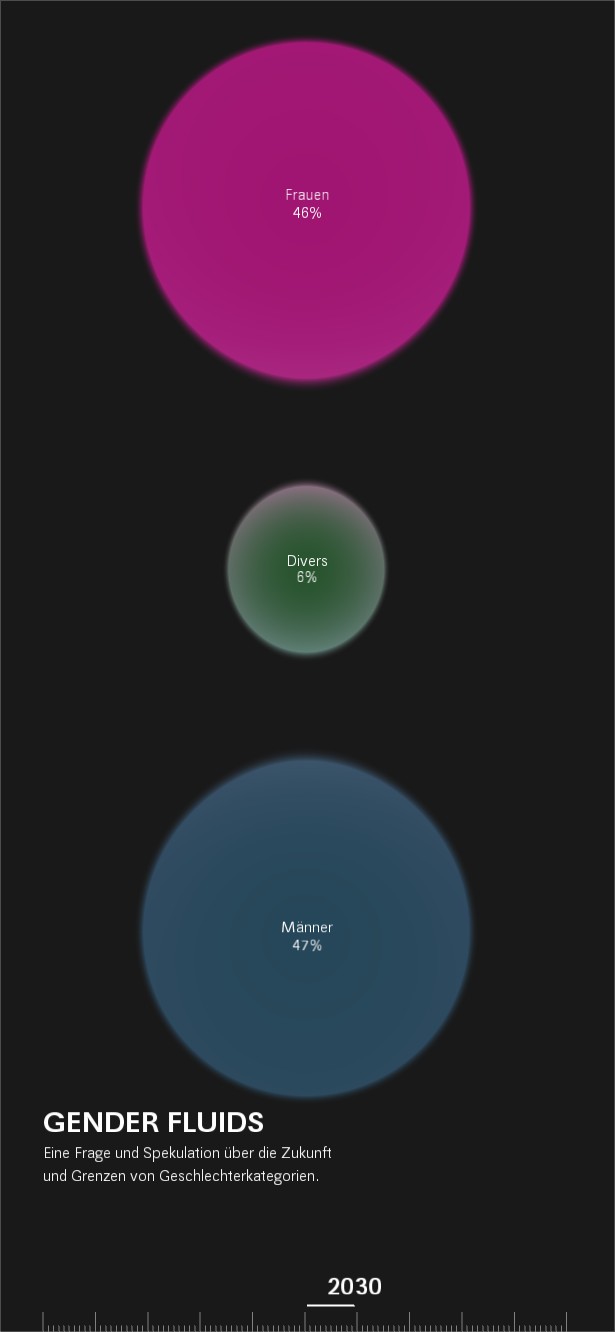 Frauen
46%
Divers
6%
Männer
47%
GENDER FLUIDS
Eine Frage und Spekulation über die Zukunft
und Grenzen von Geschlechterkategorien.
2030